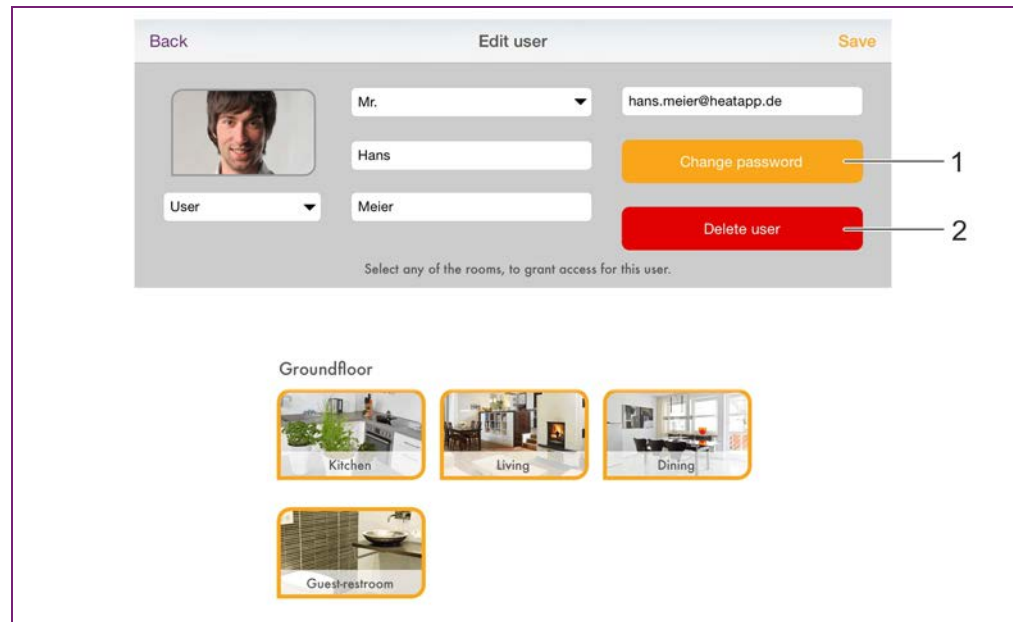 Back Edit user Save
Mr. hans.meier@heatapp.de
Hans Change password 1
User Meier
Delete user 2
Select any of the rooms, to grant access for this user.
Groundfloor
Kitchen Living Dining
Guest-restroom